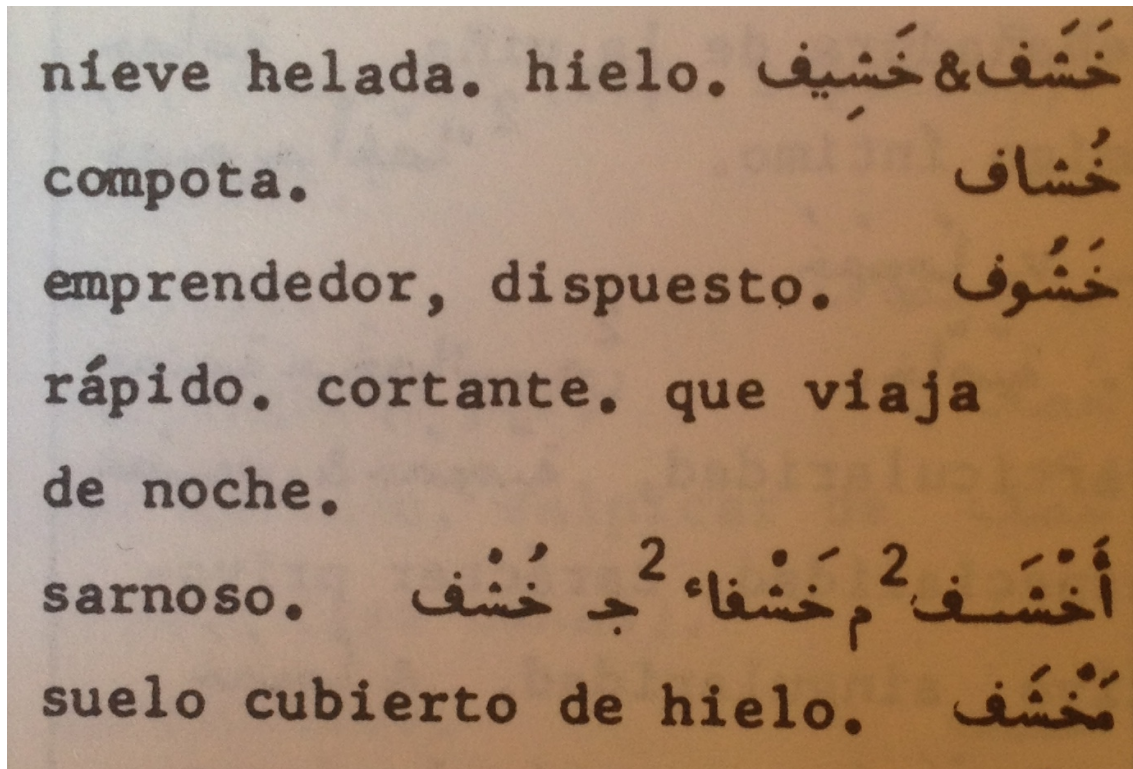 nieve helada. hielo. خَشَف & خَشِيف
compota. خُشاف
emprendedor, dispuesto. خَشُوف
rápido. cortante. que viaja
de noche.
sarnoso. أَخْشَف² م خَشْفاء² ج خُشْف
suelo cubierto de hielo. مَخْشَف